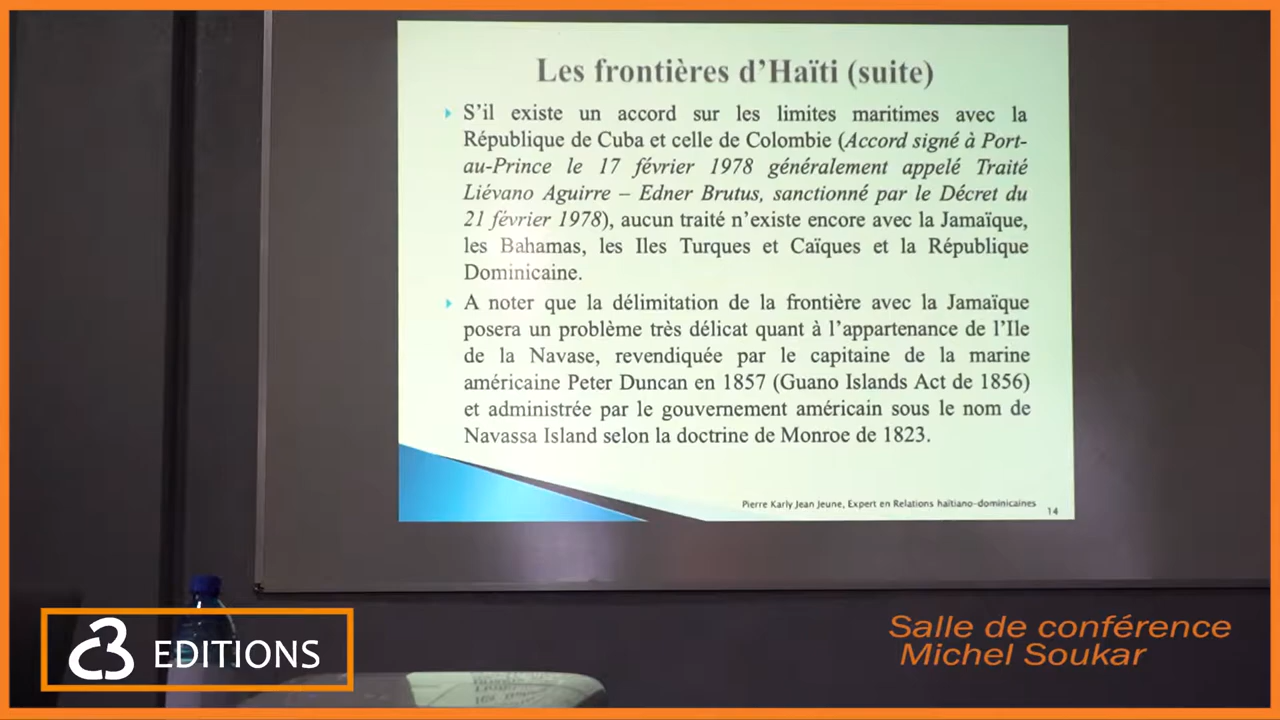 Les frontières d'Haïti (suite)
S'il existe un accord sur les limites maritimes avec la
République de Cuba et celle de Colombie (Accord signé à Port-
au-Prince le 17 février 1978 généralement appelé Traité
Liévano Aguirre – Edner Brutus, sanctionné par le Décret du
21 février 1978), aucun traité n'existe encore avec la Jamaïque,
les Bahamas, les Iles Turques et Caïques et la République
Dominicaine.
A noter que la délimitation de la frontière avec la Jamaïque
posera un problème très délicat quant à l'appartenance de l'Ile
de la Navase, revendiquée par le capitaine de la marine
américaine Peter Duncan en 1857 (Guano Islands Act de 1856)
et administrée par le gouvernement américain sous le nom de
Navassa Island selon la doctrine de Monroe de 1823.
Pierre Karly Jean Jeune, Expert en Relations haïtiano-dominicaines
14
EDITIONS
Salle de conférence
Michel Soukar